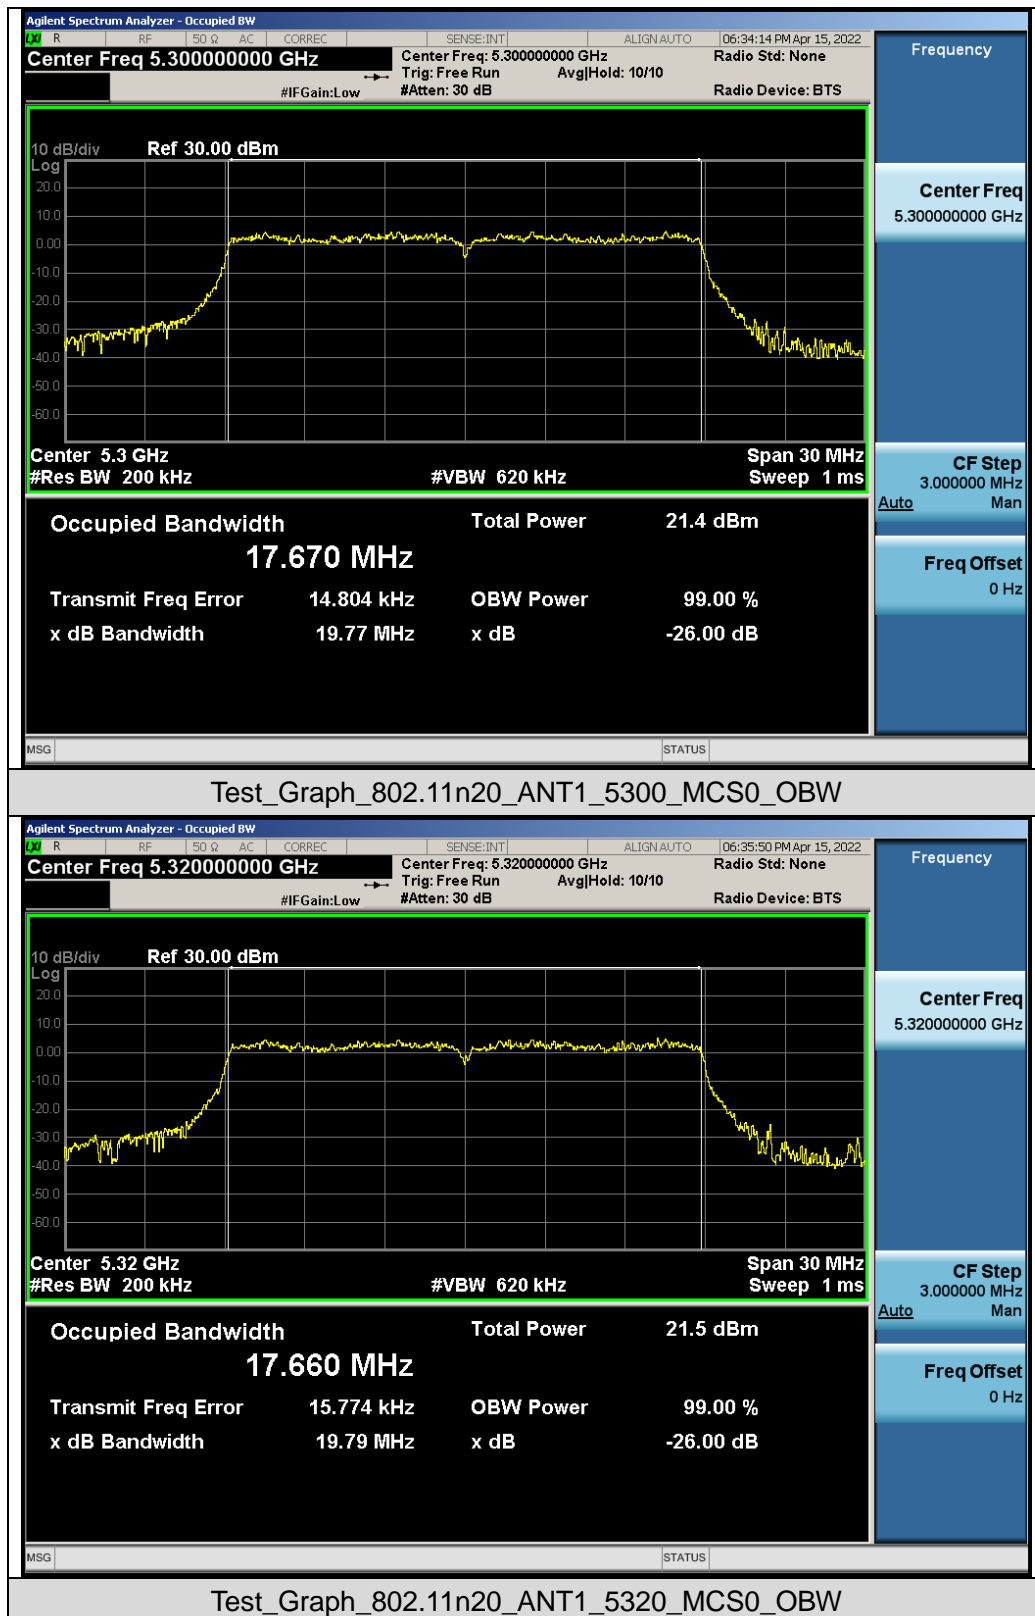 Agilent Spectrum Analyzer - Occupied BW
LXI R RF 50 Ω AC CORREC SENSE:INT ALIGN AUTO 06:34:14 PM Apr 15, 2022
Center Freq 5.300000000 GHz Center Freq: 5.300000000 GHz Radio Std: None Frequency
Trig: Free Run Avg|Hold: 10/10
#IFGain:Low #Atten: 30 dB Radio Device: BTS
10 dB/div Ref 30.00 dBm
Log
20.0
10.0
0.00
-10.0
-20.0
-30.0
-40.0
-50.0
-60.0
Center Freq
5.300000000 GHz
Center 5.3 GHz Span 30 MHz
#Res BW 200 kHz #VBW 620 kHz Sweep 1 ms
CF Step
3.000000 MHz
Auto Man
Occupied Bandwidth Total Power 21.4 dBm
17.670 MHz
Transmit Freq Error 14.804 kHz OBW Power 99.00 %
x dB Bandwidth 19.77 MHz x dB -26.00 dB
Freq Offset
0 Hz
MSG STATUS
Test_Graph_802.11n20_ANT1_5300_MCS0_OBW
Agilent Spectrum Analyzer - Occupied BW
LXI R RF 50 Ω AC CORREC SENSE:INT ALIGN AUTO 06:35:50 PM Apr 15, 2022
Center Freq 5.320000000 GHz Center Freq: 5.320000000 GHz Radio Std: None Frequency
Trig: Free Run Avg|Hold: 10/10
#IFGain:Low #Atten: 30 dB Radio Device: BTS
10 dB/div Ref 30.00 dBm
Log
20.0
10.0
0.00
-10.0
-20.0
-30.0
-40.0
-50.0
-60.0
Center Freq
5.320000000 GHz
Center 5.32 GHz Span 30 MHz
#Res BW 200 kHz #VBW 620 kHz Sweep 1 ms
CF Step
3.000000 MHz
Auto Man
Occupied Bandwidth Total Power 21.5 dBm
17.660 MHz
Transmit Freq Error 15.774 kHz OBW Power 99.00 %
x dB Bandwidth 19.79 MHz x dB -26.00 dB
Freq Offset
0 Hz
MSG STATUS
Test_Graph_802.11n20_ANT1_5320_MCS0_OBW